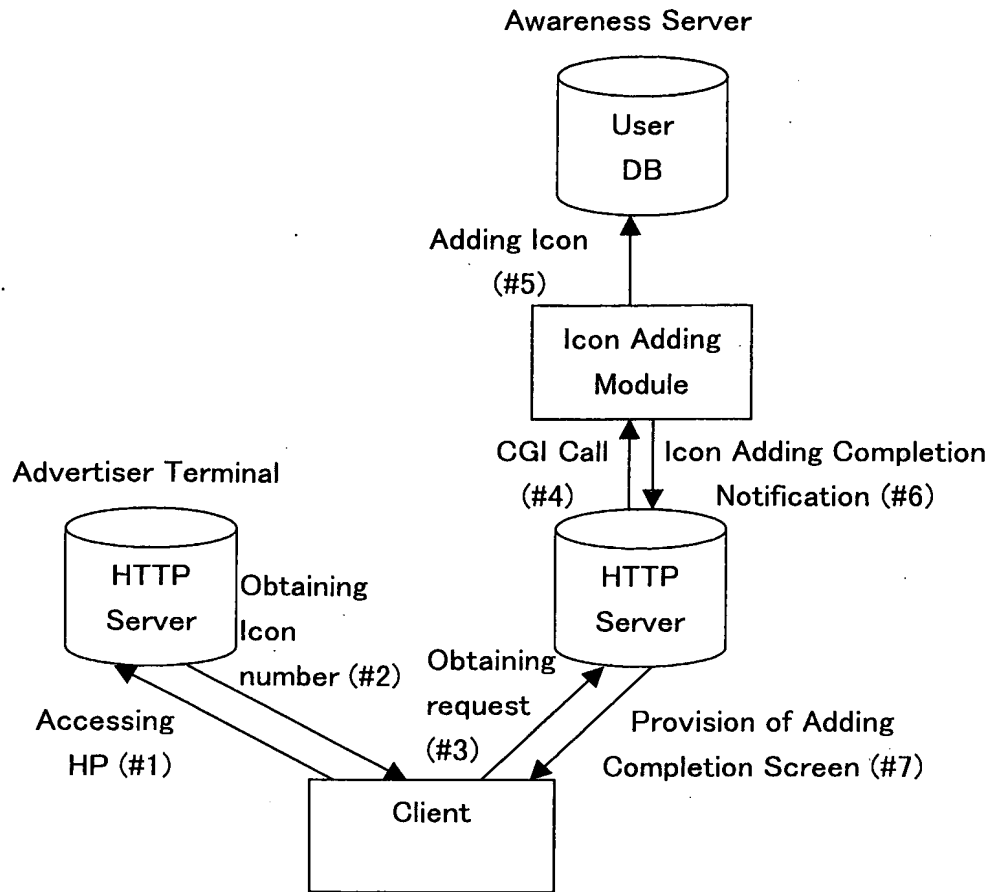 Awareness Server
User
DB
Adding Icon
(#5)
Icon Adding
Module
CGI Call
(#4)
Icon Adding Completion
Notification (#6)
Advertiser Terminal
HTTP
Server
Obtaining
Icon
number (#2)
HTTP
Server
Accessing
HP (#1)
Obtaining
request
(#3)
Provision of Adding
Completion Screen (#7)
Client